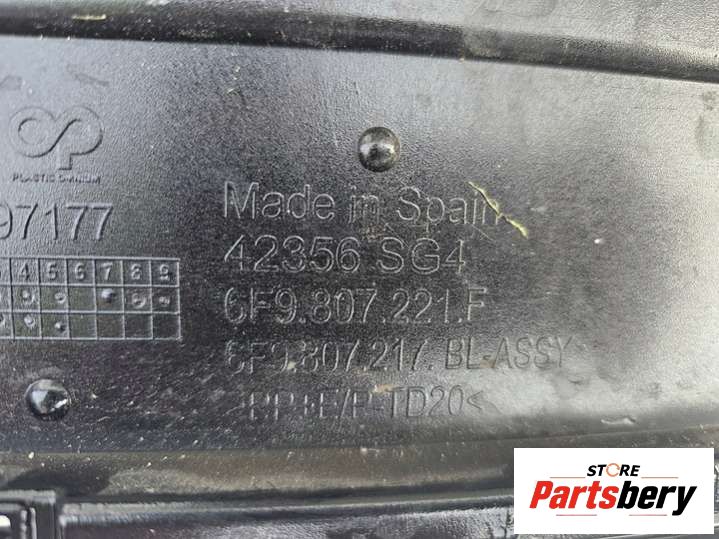 PLASTIC OMNIUM
97177
Made in Spain
42356 SG4
6F9.807.221.F
6F9.807.217. BL-ASSY
>PP+E/P-TD20<
4 5 6 7 8 9
STORE
Partsbery